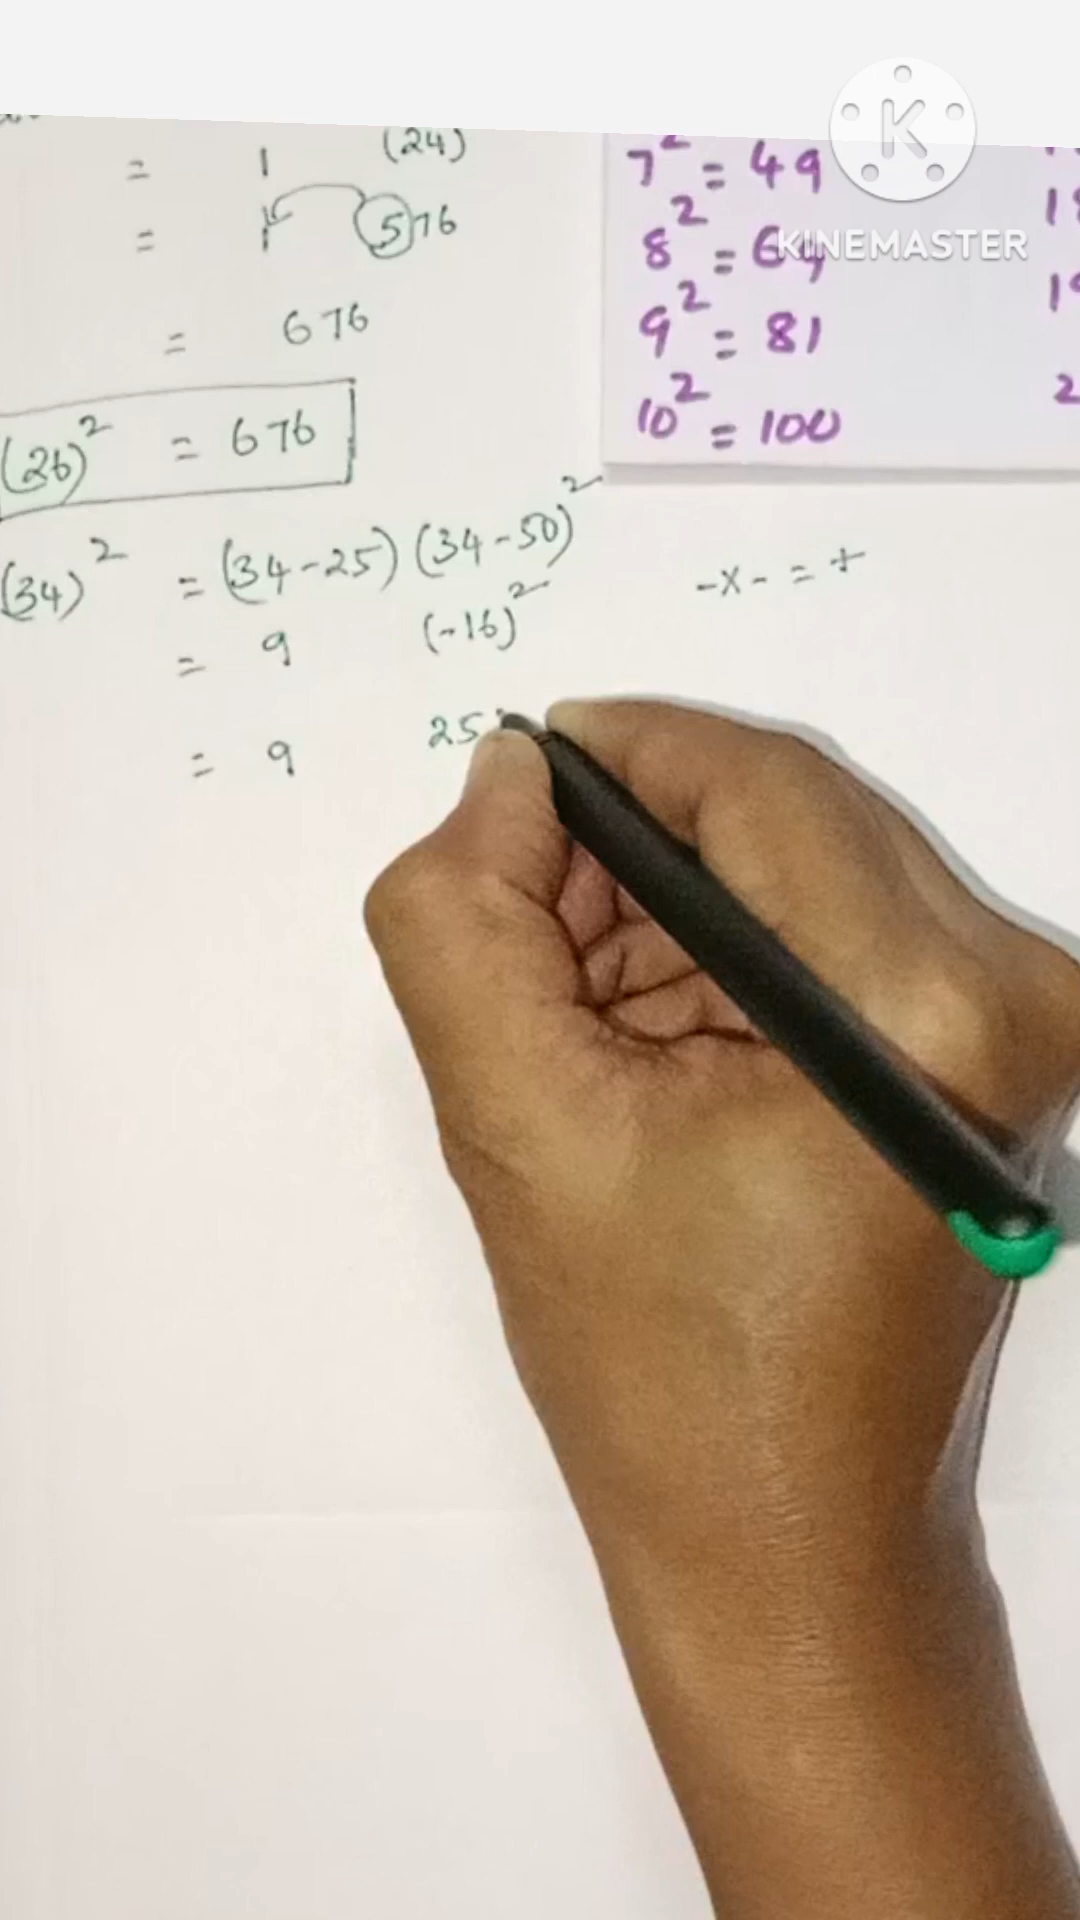 = 1 (24)
= 1 576
= 676
(26)² = 676
(34)² = (34-25) (34-50)²
= 9 (-16)²
-x- = +
= 9 25
7² = 49
8² = 64
9² = 81
10² = 100
K
KINEMASTER